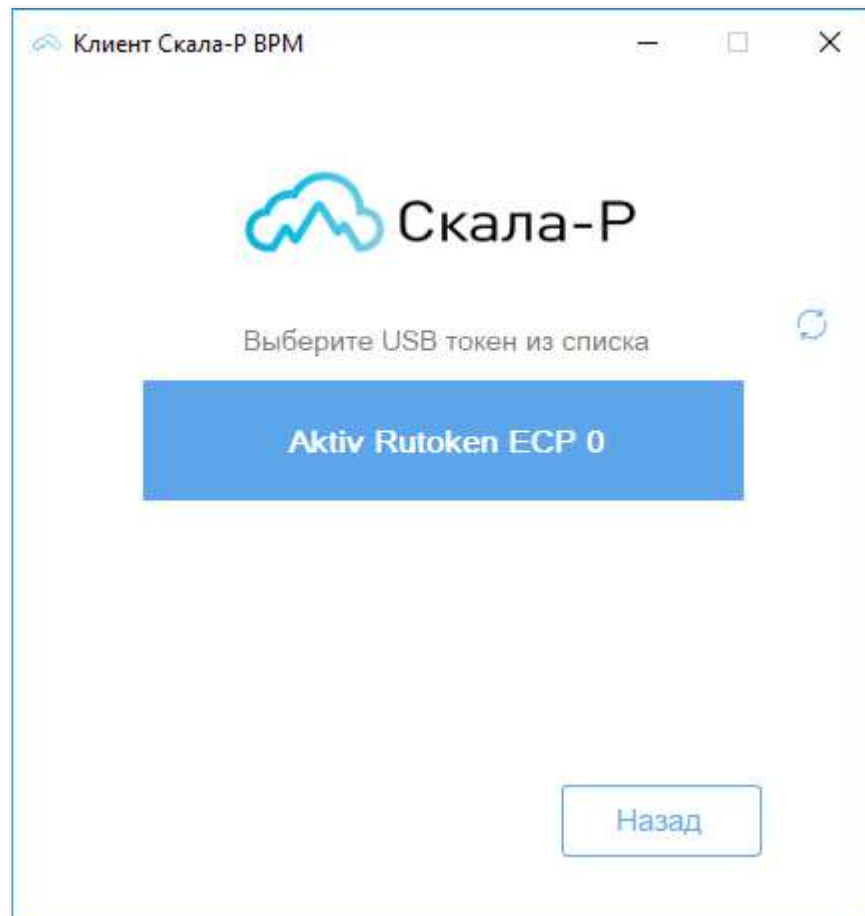 Клиент Скала-Р ВРМ
Скала-Р
Выберите USB токен из списка
Aktiv Rutoken ECP 0
Назад